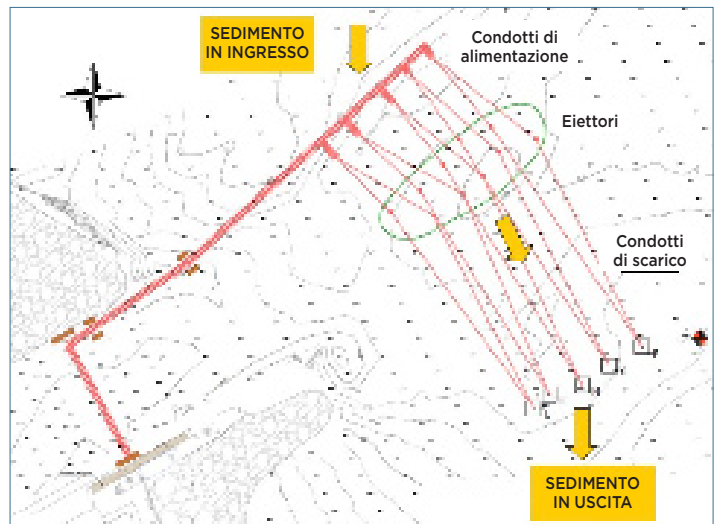 SEDIMENTO
IN INGRESSO
Condotti di
alimentazione
Eiettori
Condotti
di scarico
SEDIMENTO
IN USCITA